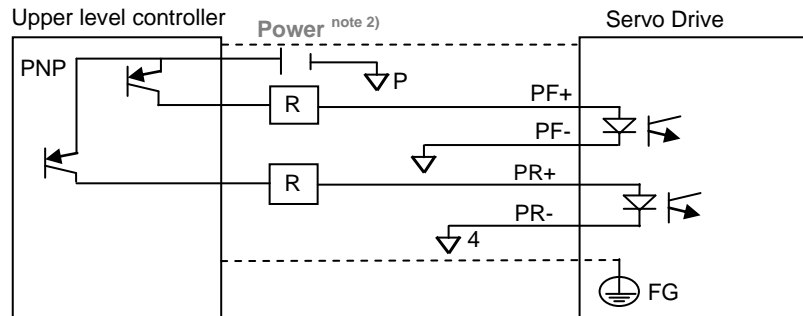 Upper level controller
Power note 2)
Servo Drive
PNP
P
R
PF+
PF-
R
PR+
PR-
4
FG